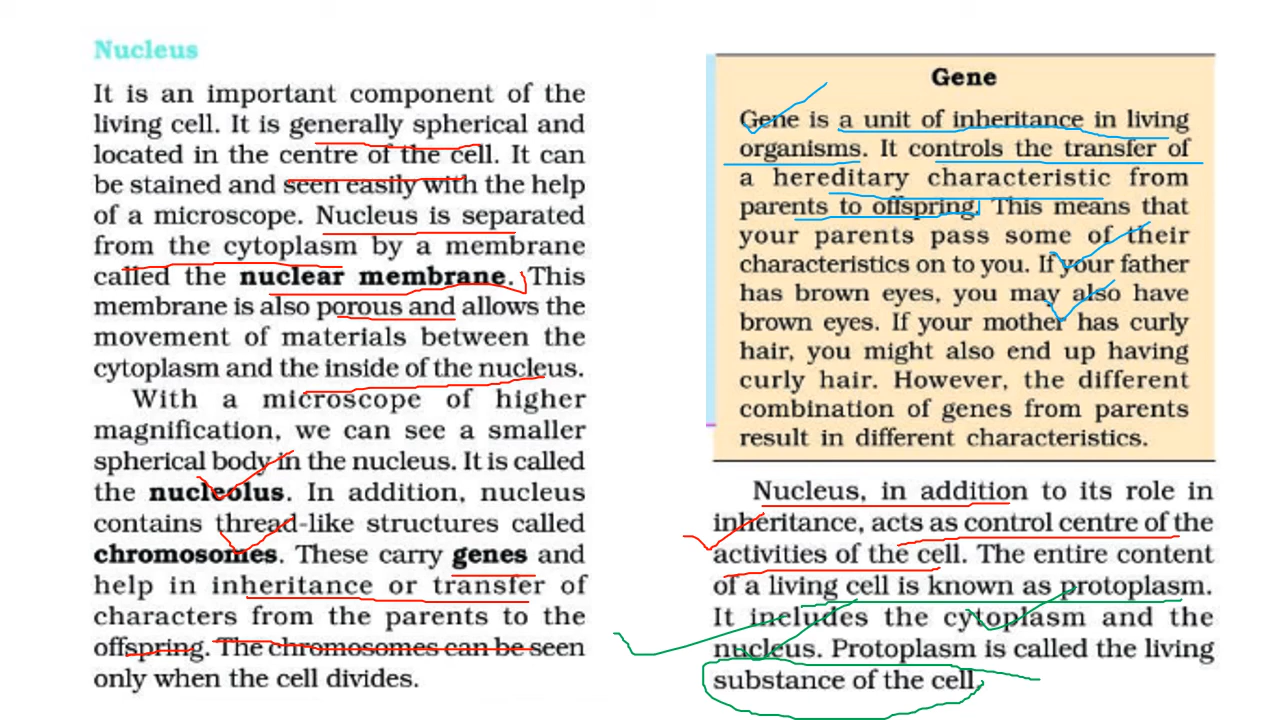 Nucleus
It is an important component of the
living cell. It is generally spherical and
located in the centre of the cell. It can
be stained and seen easily with the help
of a microscope. Nucleus is separated
from the cytoplasm by a membrane
called the nuclear membrane. This
membrane is also porous and allows the
movement of materials between the
cytoplasm and the inside of the nucleus.
With a microscope of higher
magnification, we can see a smaller
spherical body in the nucleus. It is called
the nucleolus. In addition, nucleus
contains thread-like structures called
chromosomes. These carry genes and
help in inheritance or transfer of
characters from the parents to the
offspring. The chromosomes can be seen
only when the cell divides.
Gene
Gene is a unit of inheritance in living
organisms. It controls the transfer of
a hereditary characteristic from
parents to offspring. This means that
your parents pass some of their
characteristics on to you. If your father
has brown eyes, you may also have
brown eyes. If your mother has curly
hair, you might also end up having
curly hair. However, the different
combination of genes from parents
result in different characteristics.
Nucleus, in addition to its role in
inheritance, acts as control centre of the
activities of the cell. The entire content
of a living cell is known as protoplasm.
It includes the cytoplasm and the
nucleus. Protoplasm is called the living
substance of the cell.